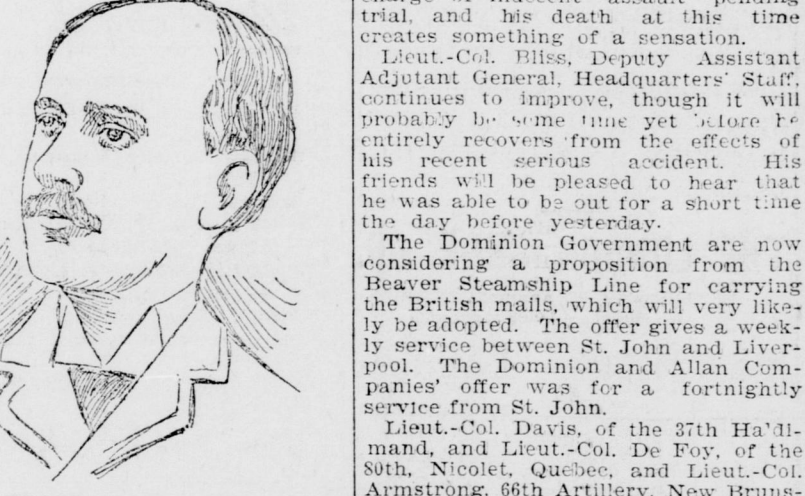 trial, and his death at this time
creates something of a sensation.
Lieut.-Col. Bliss, Deputy Assistant
Adjutant General, Headquarters' Staff,
continues to improve, though it will
probably be some time yet before he
entirely recovers from the effects of
his recent serious accident. His
friends will be pleased to hear that
he was able to be out for a short time
the day before yesterday.
The Dominion Government are now
considering a proposition from the
Beaver Steamship Line for carrying
the British mails, which will very like-
ly be adopted. The offer gives a week-
ly service between St. John and Liver-
pool. The Dominion and Allan Com-
panies' offer was for a fortnightly
service from St. John.
Lieut.-Col. Davis, of the 37th Haldi-
mand, and Lieut.-Col. De Foy, of the
80th, Nicolet, Quebec, and Lieut.-Col.
Armstrong, 66th Artillery, New Bruns-